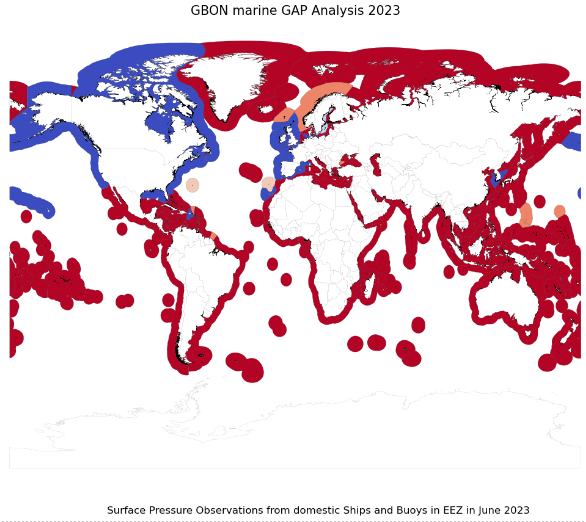 GBON marine GAP Analysis 2023
Surface Pressure Observations from domestic Ships and Buoys in EEZ in June 2023